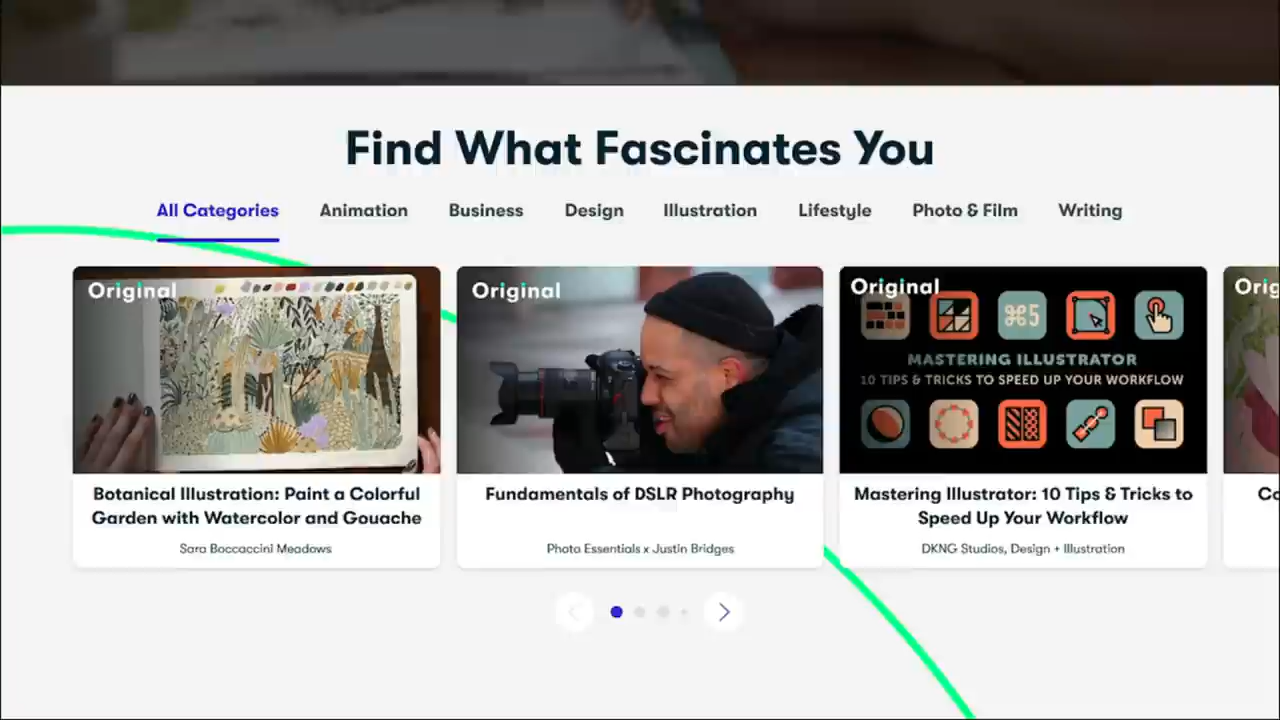 Find What Fascinates You
All Categories Animation Business Design Illustration Lifestyle Photo & Film Writing
Original
Original
Original
⌘5
MASTERING ILLUSTRATOR
10 TIPS & TRICKS TO SPEED UP YOUR WORKFLOW
Orig
Botanical Illustration: Paint a Colorful
Garden with Watercolor and Gouache
Sara Boccaccini Meadows
Fundamentals of DSLR Photography
Photo Essentials x Justin Bridges
Mastering Illustrator: 10 Tips & Tricks to
Speed Up Your Workflow
DKNG Studios, Design + Illustration